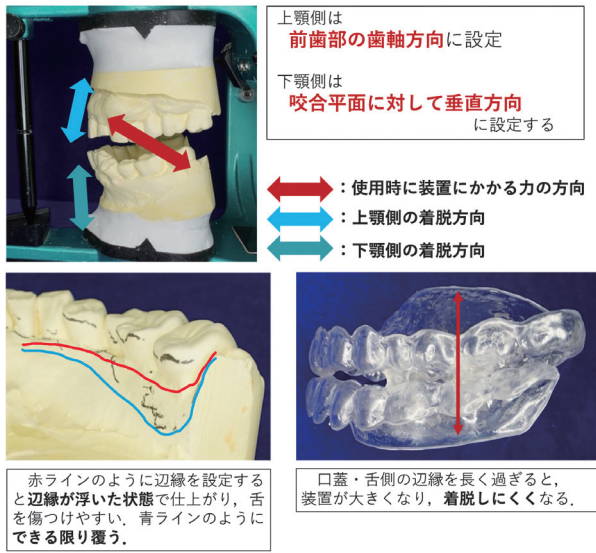 上顎側は
前歯部の歯軸方向に設定
下顎側は
咬合平面に対して垂直方向
に設定する
：使用時に装置にかかる力の方向
：上顎側の着脱方向
：下顎側の着脱方向
赤ラインのように辺縁を設定する
と辺縁が浮いた状態で仕上がり，舌
を傷つけやすい．青ラインのように
できる限り覆う．
口蓋・舌側の辺縁を長く過ぎると，
装置が大きくなり，着脱しにくくなる．